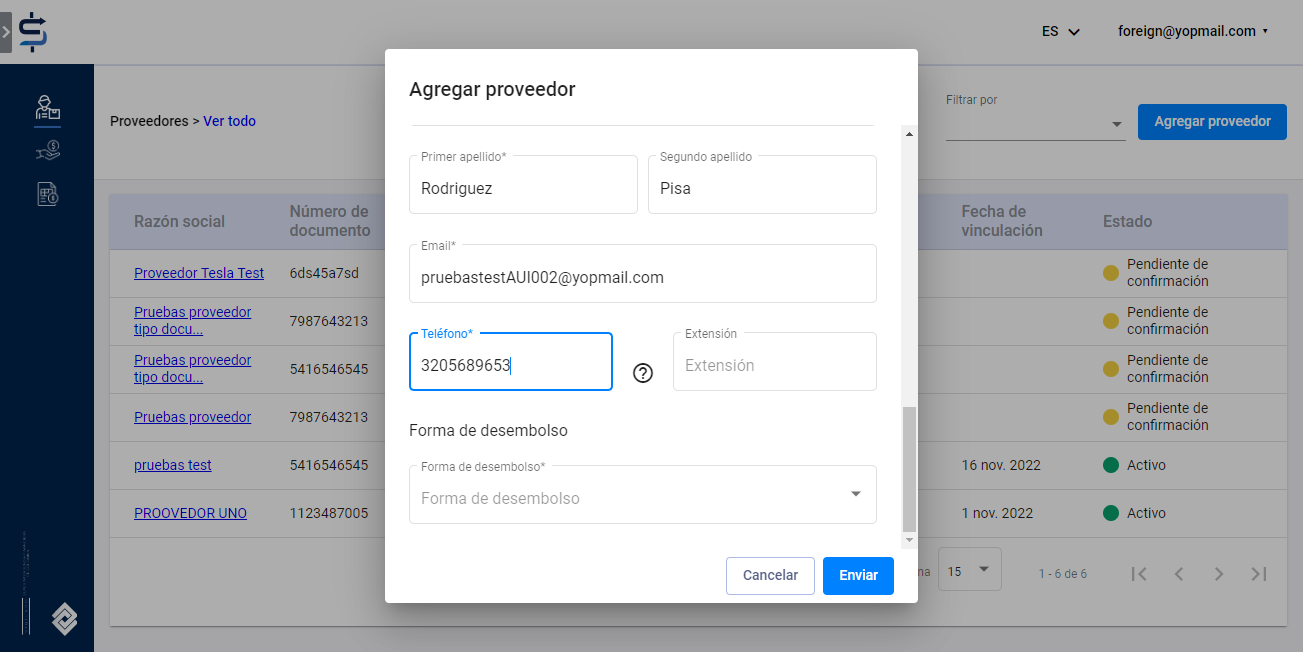 ES
foreign@yopmail.com
Agregar proveedor
Proveedores > Ver todo
Filtrar por
Agregar proveedor
Primer apellido*
Rodriguez
Segundo apellido
Pisa
Email*
pruebastestAUI002@yopmail.com
Teléfono*
3205689653
Extensión
Extensión
Forma de desembolso
Forma de desembolso*
Forma de desembolso
Cancelar
Enviar
Razón social
Número de
documento
Fecha de
vinculación
Estado
Proveedor Tesla Test
6ds45a7sd
Pendiente de
confirmación
Pruebas proveedor
tipo docu...
7987643213
Pendiente de
confirmación
Pruebas proveedor
tipo docu...
5416546545
Pendiente de
confirmación
Pruebas proveedor
7987643213
Pendiente de
confirmación
pruebas test
5416546545
16 nov. 2022
Activo
PROOVEDOR UNO
1123487005
1 nov. 2022
Activo
na
15
1 - 6 de 6